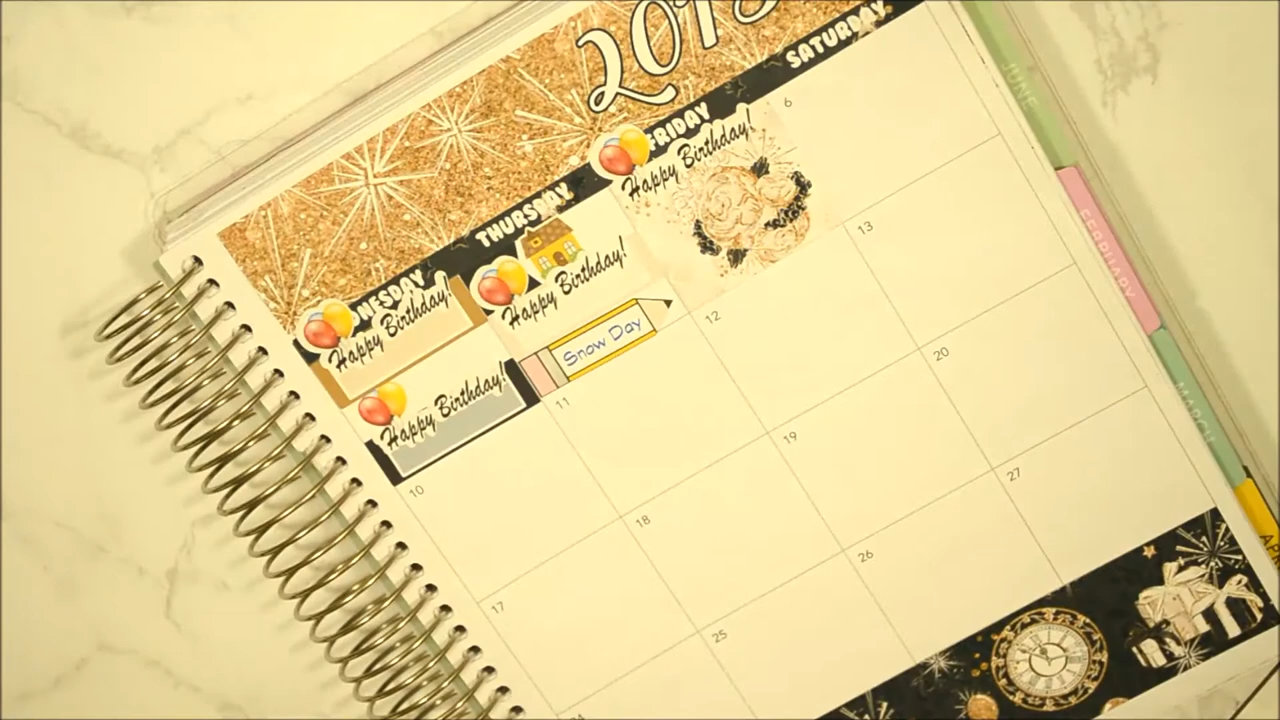 SATURDAY
FRIDAY
THURSDAY
Happy Birthday!
Happy Birthday!
Happy Birthday!
Happy Birthday!
Snow Day
6
13
12
11
10
20
19
18
17
27
26
25
JUNE
FEBRUARY
MARCH